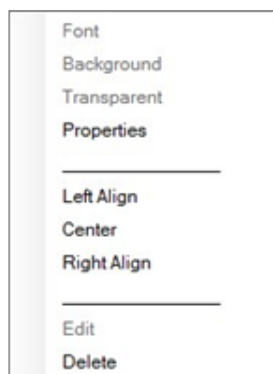 Font
Background
Transparent
Properties
Left Align
Center
Right Align
Edit
Delete